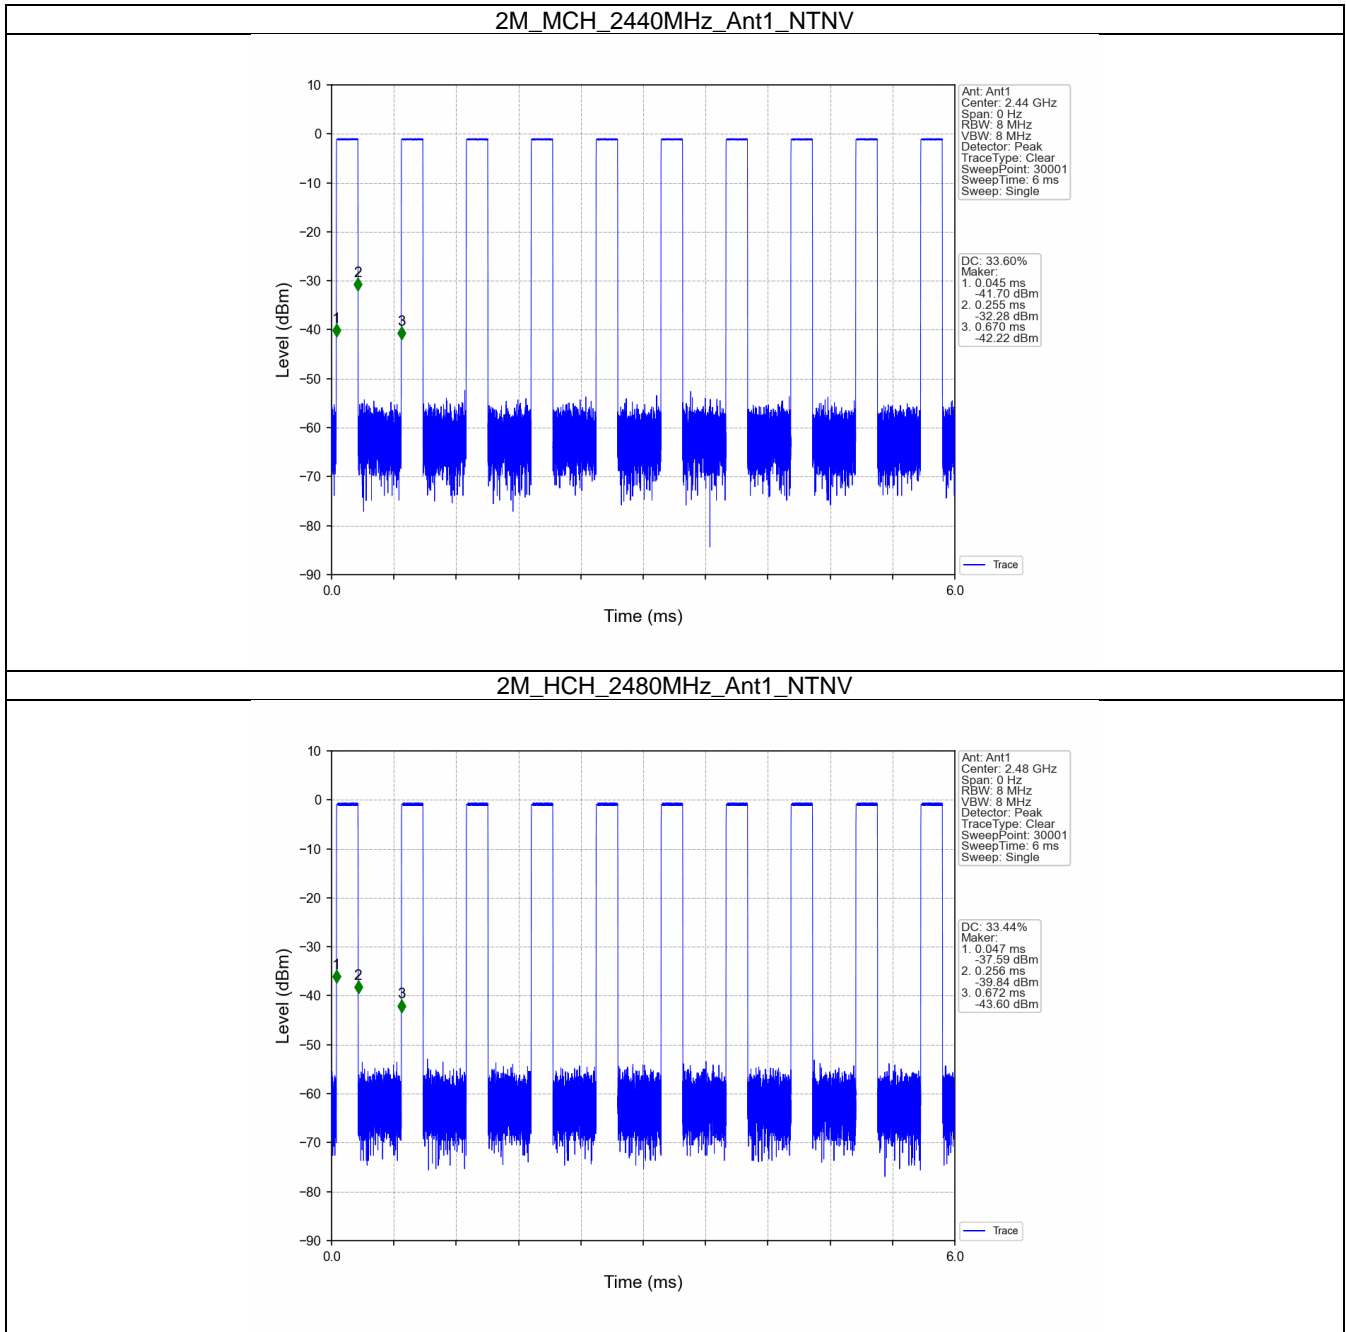 2M_MCH_2440MHz_Ant1_NTNV
10
0
−10
−20
−30
−40
−50
−60
−70
−80
−90
Level (dBm)
1
2
3
0.0
6.0
Time (ms)
Ant: Ant1
Center: 2.44 GHz
Span: 0 Hz
RBW: 8 MHz
VBW: 8 MHz
Detector: Peak
TraceType: Clear
SweepPoint: 30001
SweepTime: 6 ms
Sweep: Single
DC: 33.60%
Maker:
1. 0.045 ms
-41.70 dBm
2. 0.255 ms
-32.28 dBm
3. 0.670 ms
-42.22 dBm
Trace
2M_HCH_2480MHz_Ant1_NTNV
10
0
−10
−20
−30
−40
−50
−60
−70
−80
−90
Level (dBm)
1
2
3
0.0
6.0
Time (ms)
Ant: Ant1
Center: 2.48 GHz
Span: 0 Hz
RBW: 8 MHz
VBW: 8 MHz
Detector: Peak
TraceType: Clear
SweepPoint: 30001
SweepTime: 6 ms
Sweep: Single
DC: 33.44%
Maker:
1. 0.047 ms
-37.59 dBm
2. 0.256 ms
-39.84 dBm
3. 0.672 ms
-43.60 dBm
Trace